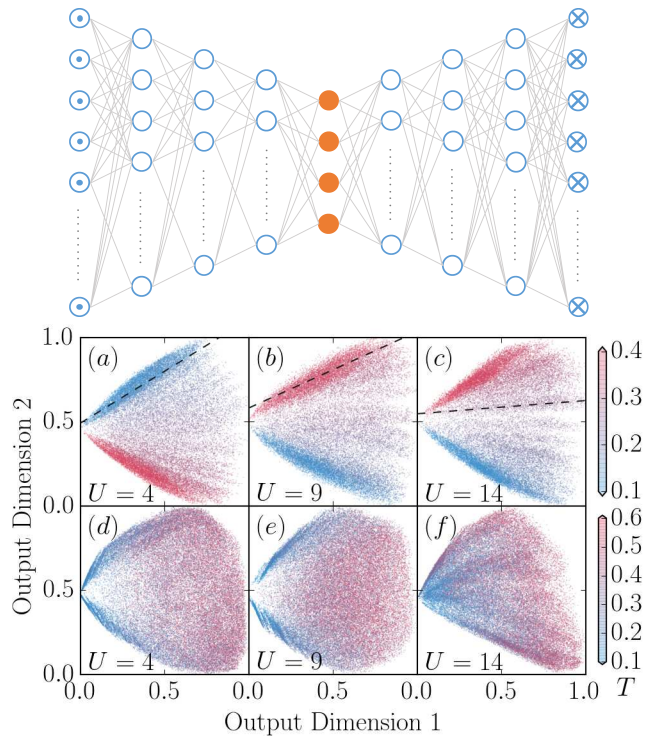 1.0
0.5
0.0
0.5
0.0
Output Dimension 2
(a)
U = 4
(b)
U = 9
(c)
U = 14
(d)
U = 4
(e)
U = 9
(f)
U = 14
0.0
0.5
0.0
0.5
0.0
0.5
1.0
Output Dimension 1
0.4
0.3
0.2
0.1
0.6
0.5
0.4
0.3
0.2
0.1
T